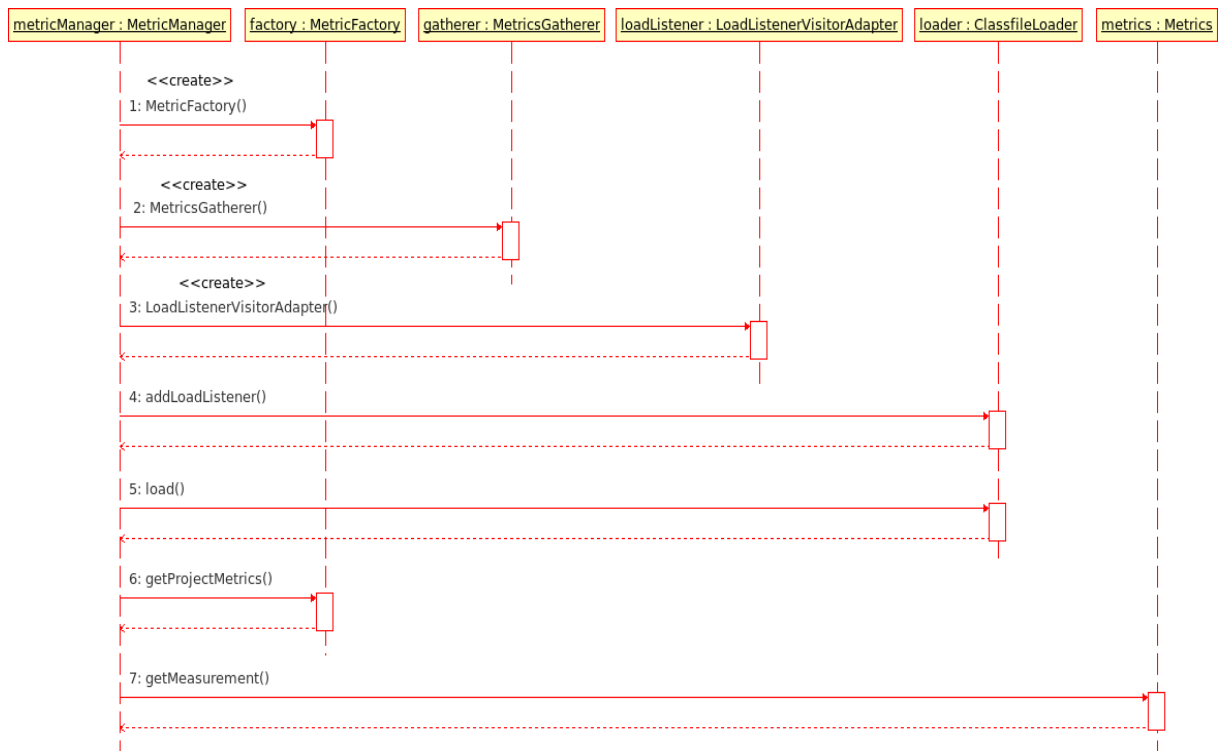 metricManager : MetricManager
factory : MetricFactory
gatherer : MetricsGatherer
loadListener : LoadListenerVisitorAdapter
loader : ClassfileLoader
metrics : Metrics
<<create>>
1: MetricFactory()
<<create>>
2: MetricsGatherer()
<<create>>
3: LoadListenerVisitorAdapter()
4: addLoadListener()
5: load()
6: getProjectMetrics()
7: getMeasurement()